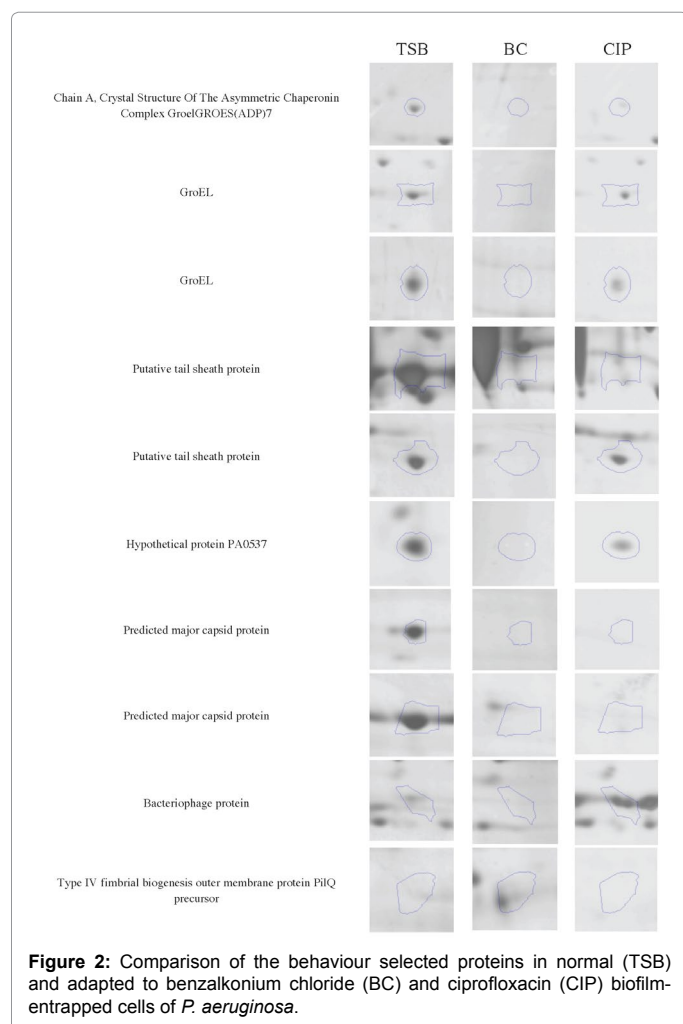 TSB BC CIP
Chain A, Crystal Structure Of The Asymmetric Chaperonin
Complex GroelGROES(ADP)7
GroEL
GroEL
Putative tail sheath protein
Putative tail sheath protein
Hypothetical protein PA0537
Predicted major capsid protein
Predicted major capsid protein
Bacteriophage protein
Type IV fimbrial biogenesis outer membrane protein PilQ
precursor
Figure 2: Comparison of the behaviour selected proteins in normal (TSB)
and adapted to benzalkonium chloride (BC) and ciprofloxacin (CIP) biofilm-
entrapped cells of P. aeruginosa.